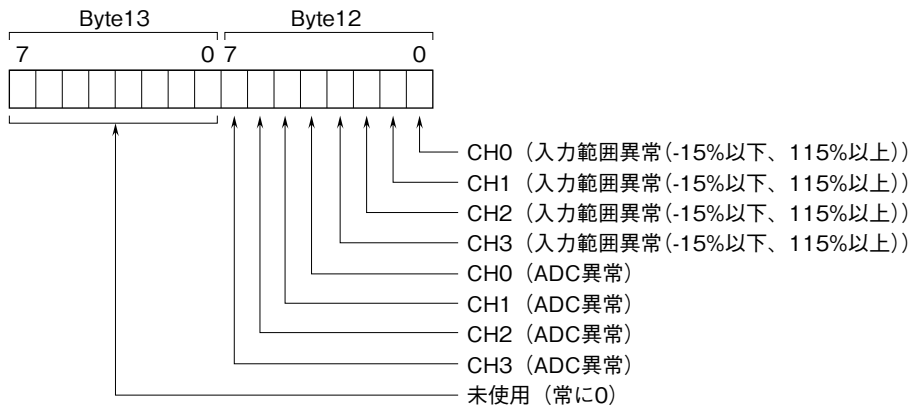 Byte13 Byte12
7 0 7 0
CH0（入力範囲異常(-15%以下、115%以上)）
CH1（入力範囲異常(-15%以下、115%以上)）
CH2（入力範囲異常(-15%以下、115%以上)）
CH3（入力範囲異常(-15%以下、115%以上)）
CH0（ADC異常）
CH1（ADC異常）
CH2（ADC異常）
CH3（ADC異常）
未使用（常に0）